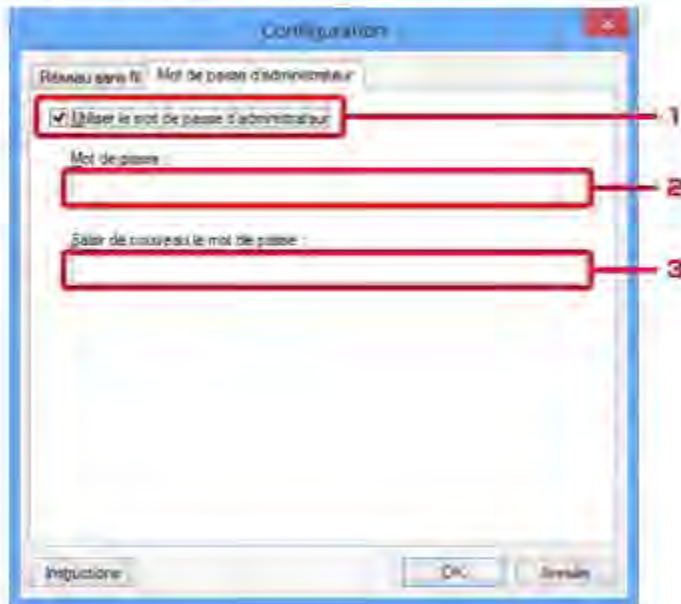 Configuration
Réseau sans fil Mot de passe d'administrateur
Utiliser le mot de passe d'administrateur
1
Mot de passe :
2
Saisir de nouveau le mot de passe :
3
Instructions
OK
Annuler